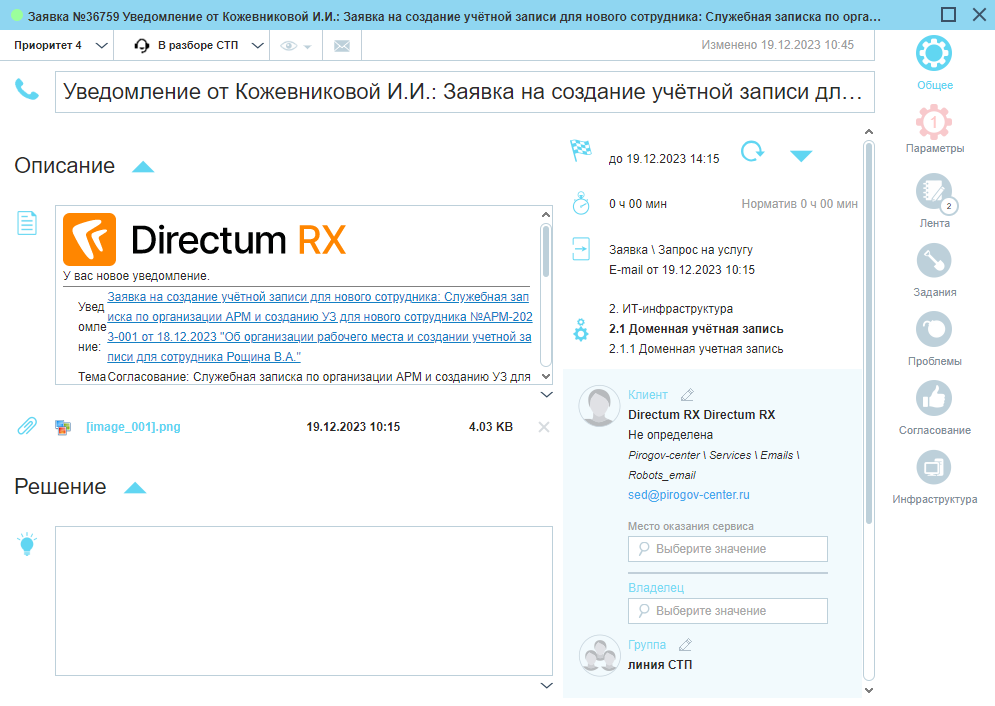 Заявка №36759 Уведомление от Кожевниковой И.И.: Заявка на создание учётной записи для нового сотрудника: Служебная записка по орга...
Приоритет 4
В разборе СТП
Изменено 19.12.2023 10:45
Уведомление от Кожевниковой И.И.: Заявка на создание учётной записи дл...
Описание
Directum RX
У вас новое уведомление.
Уведомление:
Заявка на создание учётной записи для нового сотрудника: Служебная зап
иска по организации АРМ и созданию УЗ для нового сотрудника №АРМ-202
3-001 от 18.12.2023 "Об организации рабочего места и создании учетной за
писи для сотрудника Рощина В.А."
Тема Согласование: Служебная записка по организации АРМ и созданию УЗ для
[image_001].png
19.12.2023 10:15
4.03 KB
Решение
до 19.12.2023 14:15
0 ч 00 мин
Норматив 0 ч 00 мин
Заявка \ Запрос на услугу
E-mail от 19.12.2023 10:15
2. ИТ-инфраструктура
2.1 Доменная учётная запись
2.1.1 Доменная учетная запись
Клиент
Directum RX Directum RX
Не определена
Pirogov-center \ Services \ Emails \
Robots_email
sed@pirogov-center.ru
Место оказания сервиса
Выберите значение
Владелец
Выберите значение
Группа
линия СТП
Общее
1
Параметры
2
Лента
Задания
Проблемы
Согласование
Инфраструктура